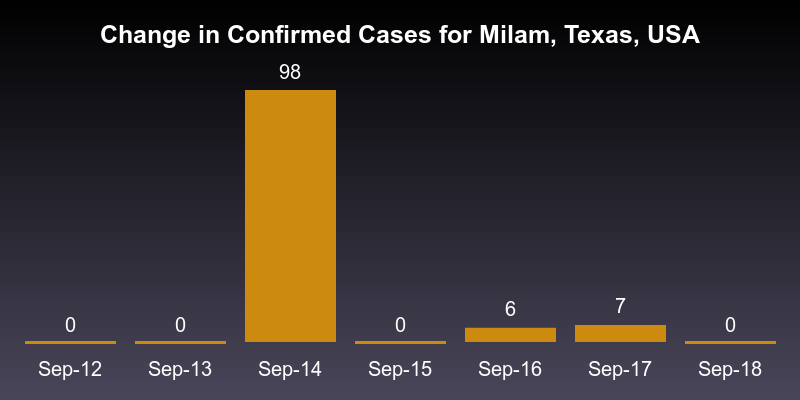 Change in Confirmed Cases for Milam, Texas, USA
98
0
0
0
6
7
0
Sep-12
Sep-13
Sep-14
Sep-15
Sep-16
Sep-17
Sep-18